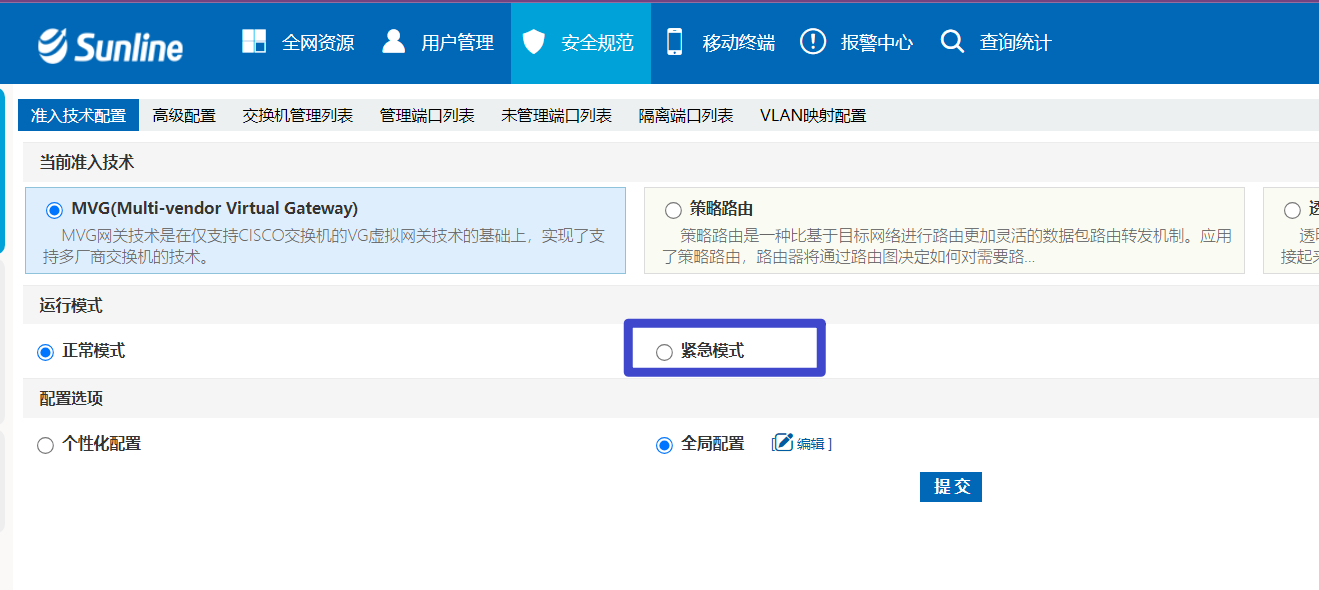 Sunline 全网资源 用户管理 安全规范 移动终端 报警中心 查询统计
准入技术配置 高级配置 交换机管理列表 管理端口列表 未管理端口列表 隔离端口列表 VLAN映射配置
当前准入技术
MVG(Multi-vendor Virtual Gateway)
MVG网关技术是在仅支持CISCO交换机的VG虚拟网关技术的基础上，实现了支
持多厂商交换机的技术。
策略路由
策略路由是一种比基于目标网络进行路由更加灵活的数据包路由转发机制。应用
了策略路由，路由器将通过路由图决定如何对需要路...
透
透明
接起来
运行模式
正常模式 紧急模式
配置选项
个性化配置 全局配置 [编辑]
提交